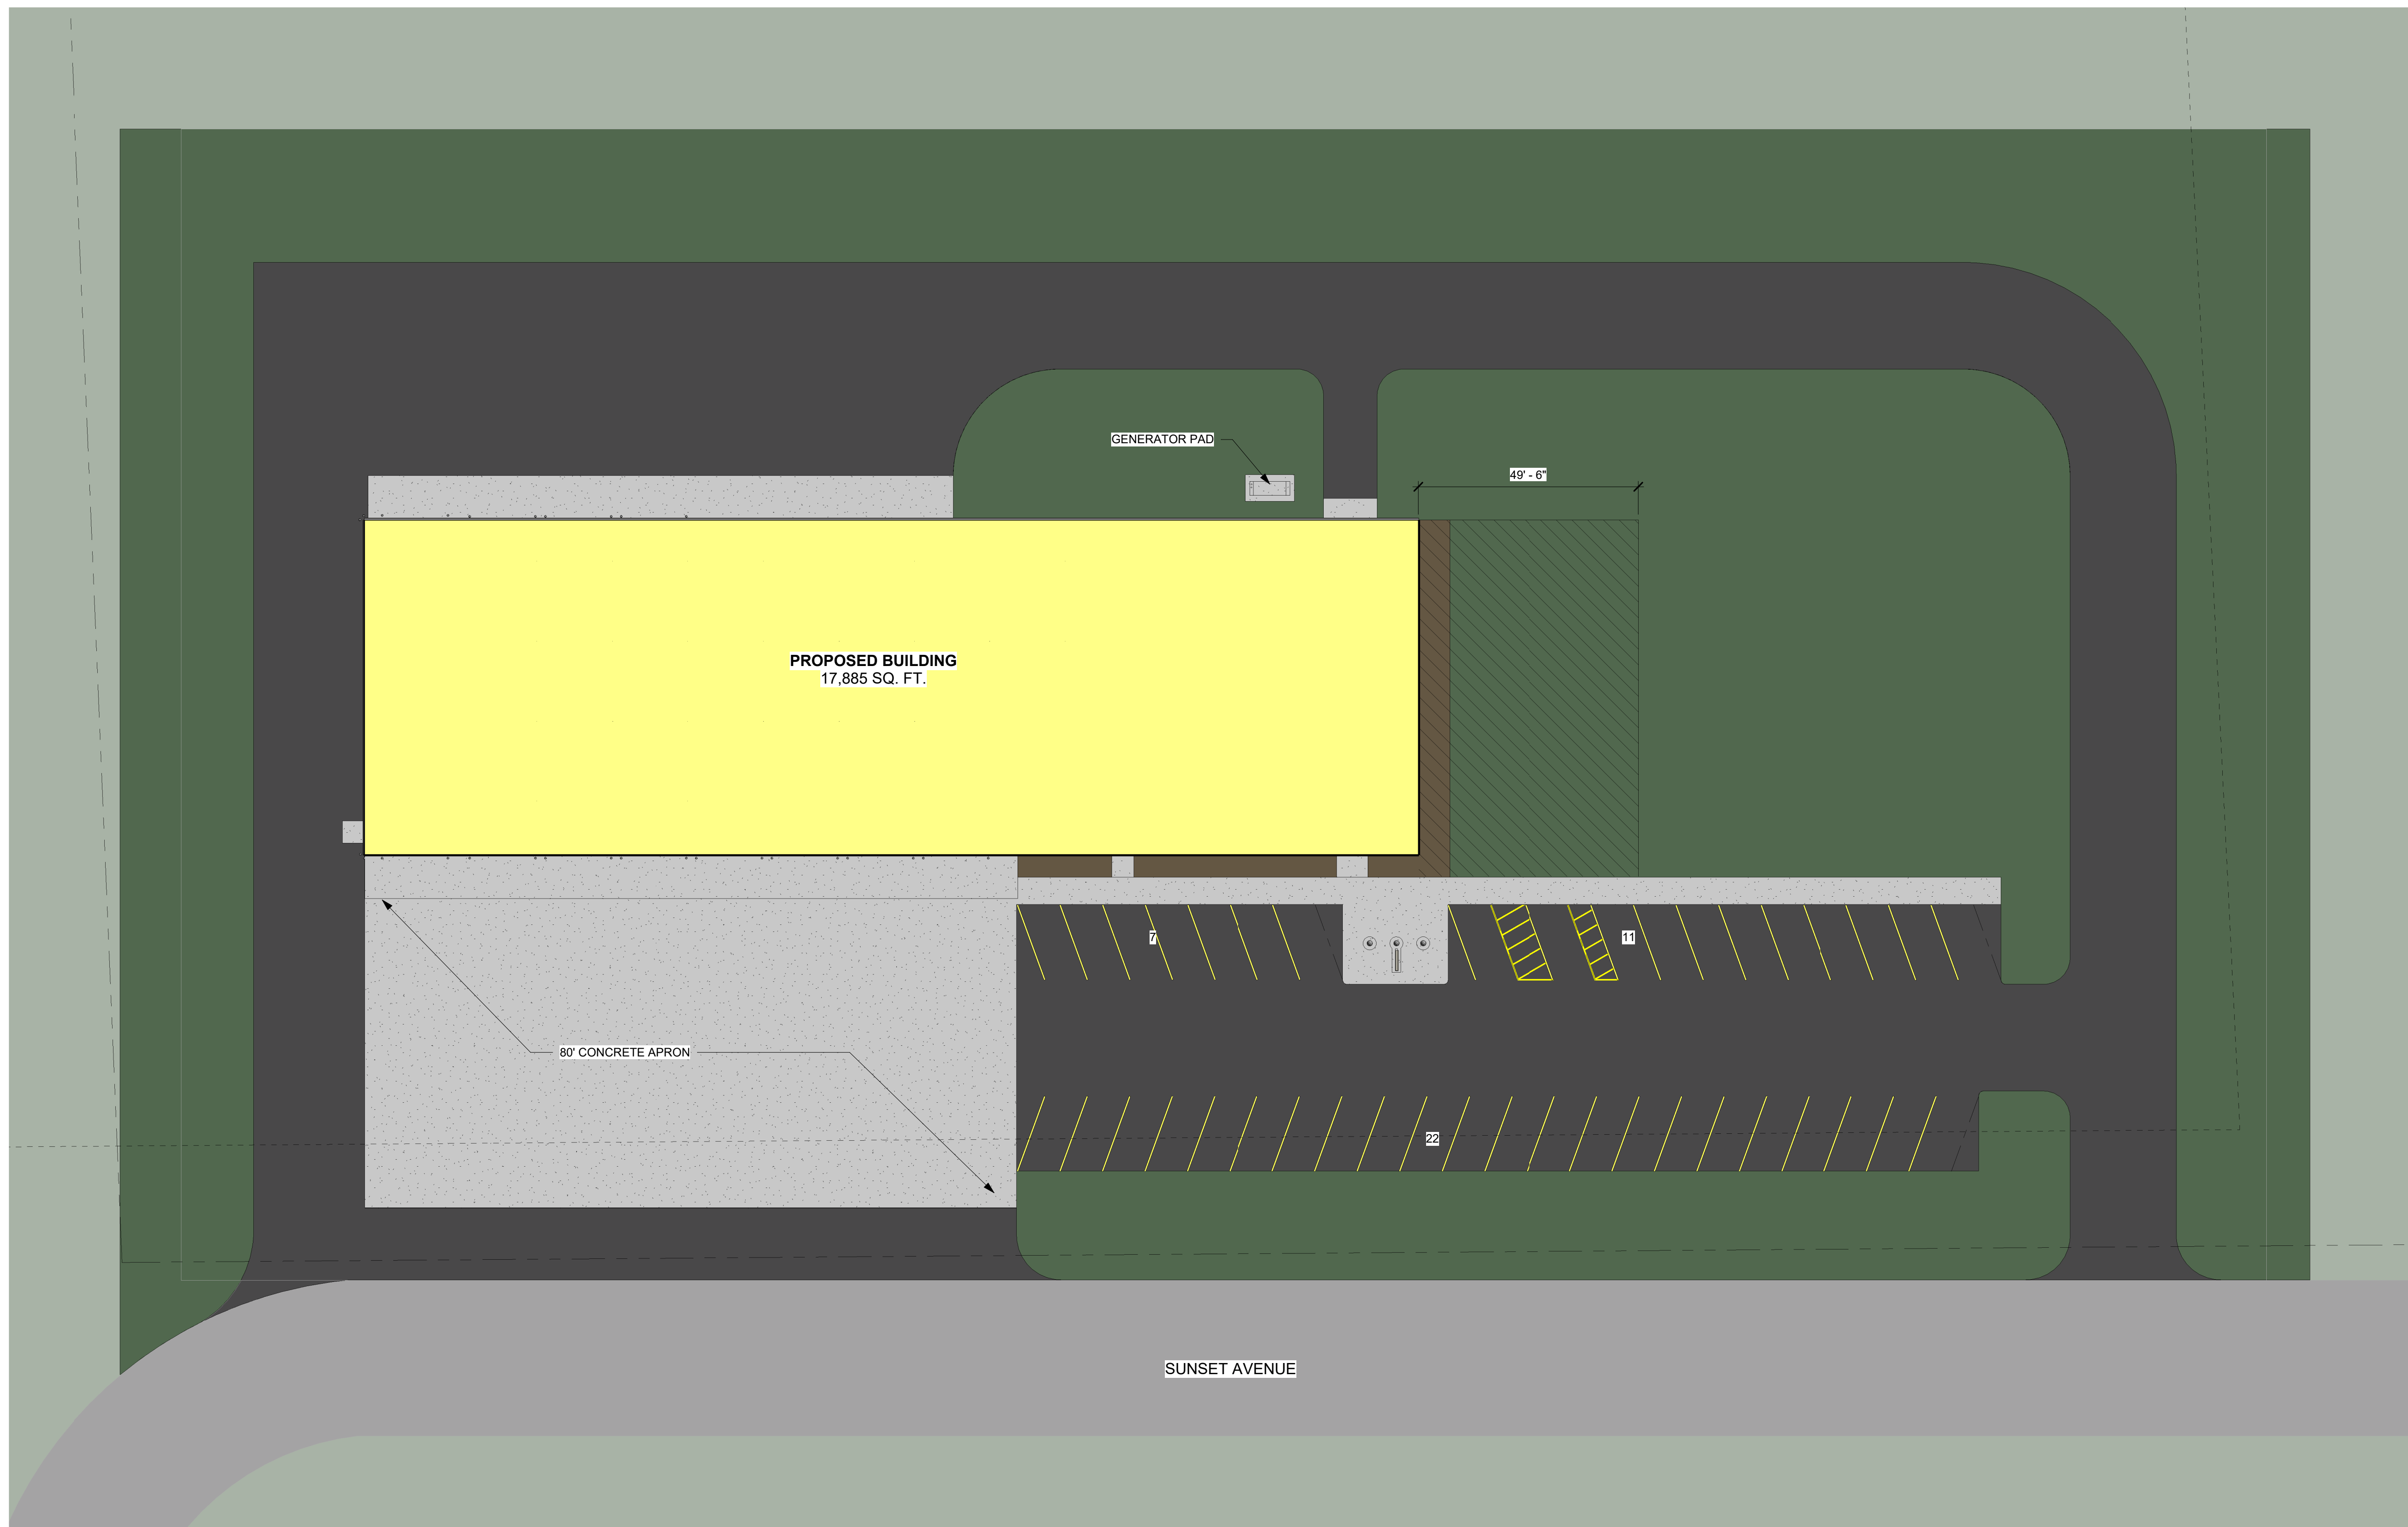 GENERATOR PAD
49' - 6"
PROPOSED BUILDING
17,885 SQ. FT.
7
11
80' CONCRETE APRON
22
SUNSET AVENUE